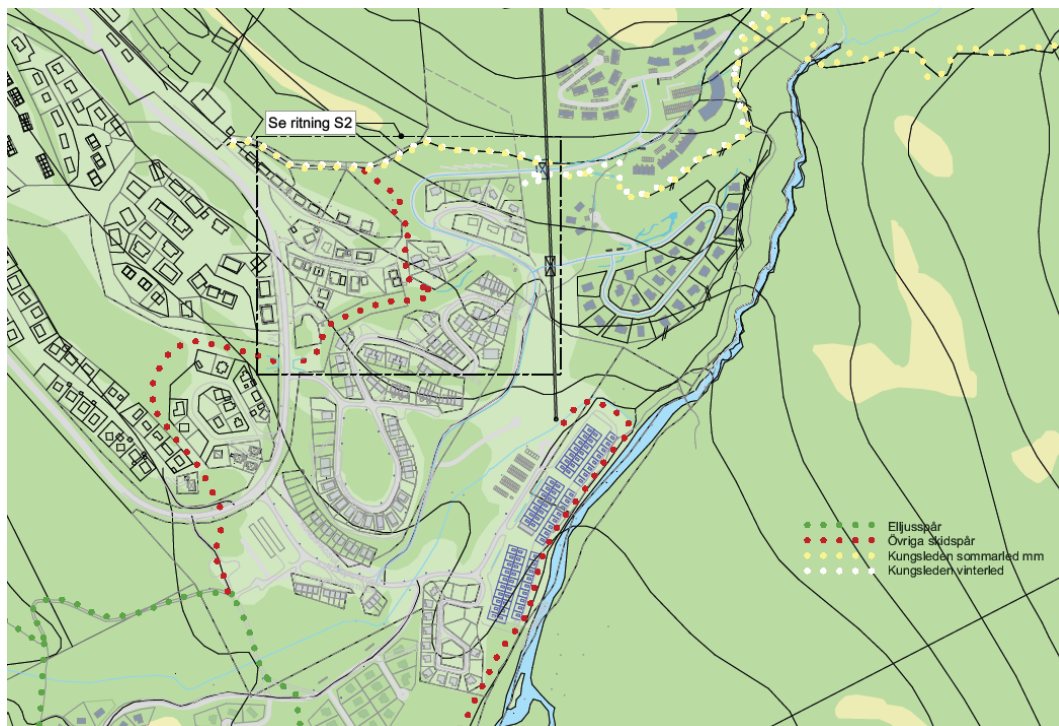 Se ritning S2
Elljusspår
Övriga skidspår
Kungsleden sommarled mm
Kungsleden vinterled